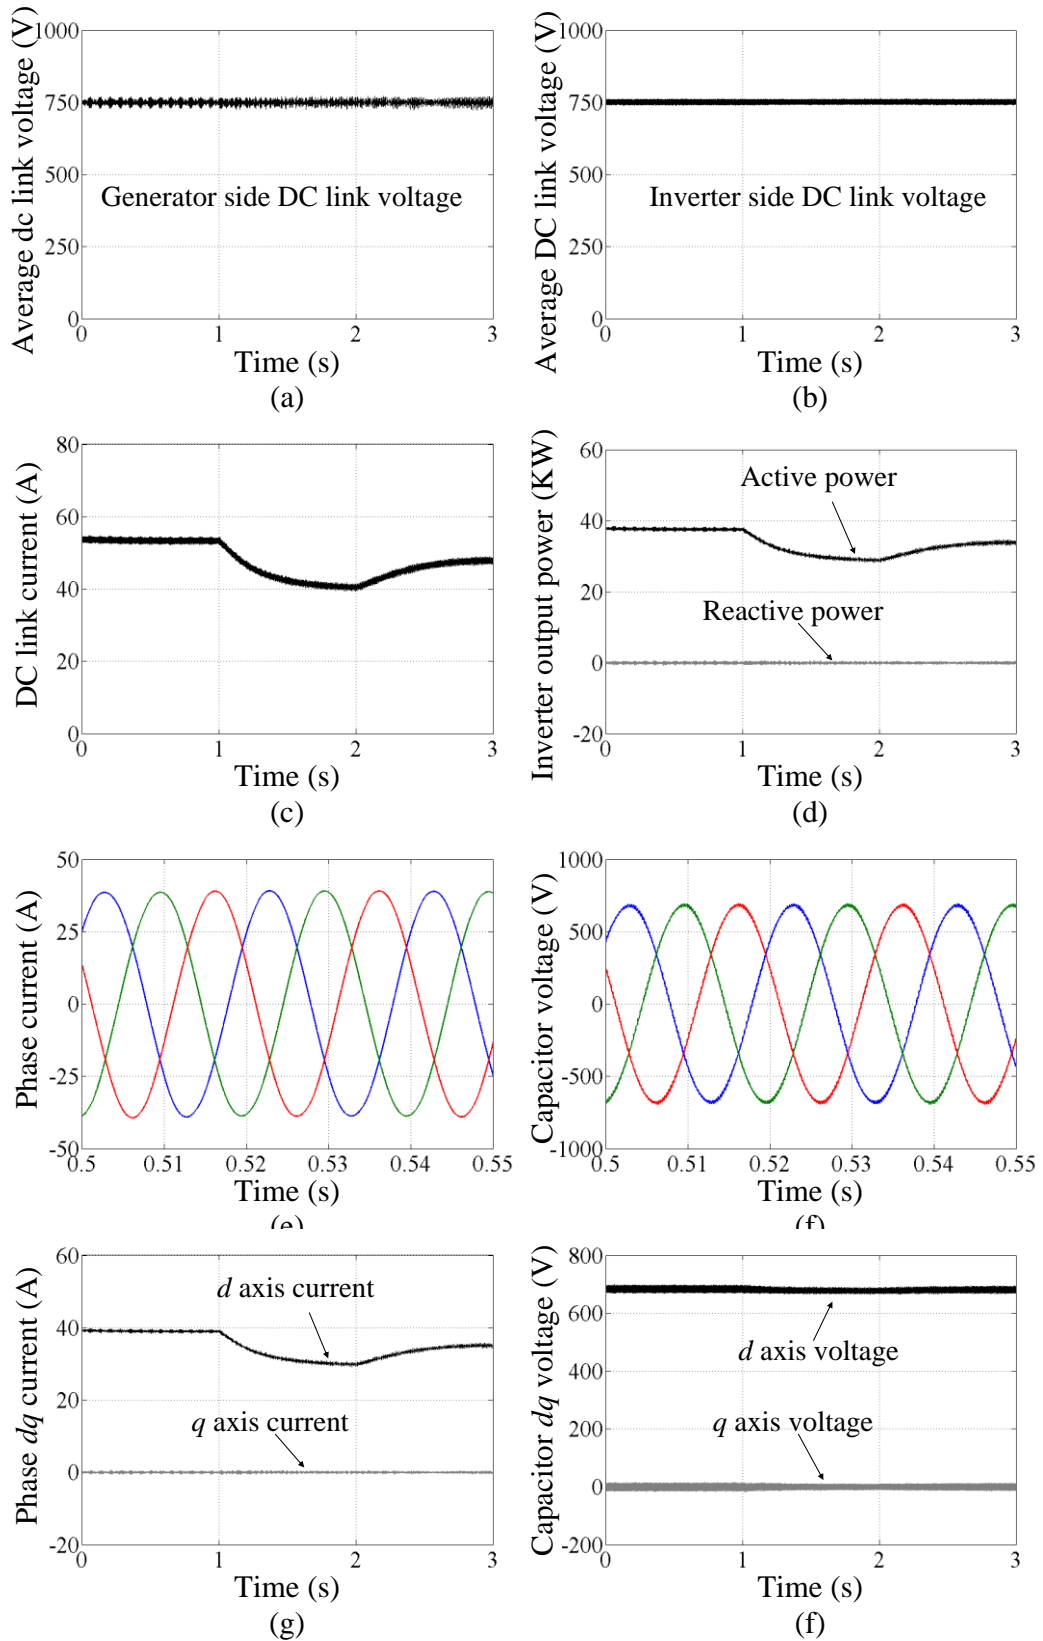 Average dc link voltage (V)
1000
750
500
250
0
Generator side DC link voltage
0 1 2 3
Time (s)
(a)
Average DC link voltage (V)
1000
750
500
250
0
Inverter side DC link voltage
0 1 2 3
Time (s)
(b)
DC link current (A)
80
60
40
20
0
0 1 2 3
Time (s)
(c)
Inverter output power (KW)
60
40
20
0
-20
Active power
Reactive power
0 1 2 3
Time (s)
(d)
Phase current (A)
50
25
0
-25
-50
0.5 0.51 0.52 0.53 0.54 0.55
Time (s)
(e)
Capacitor voltage (V)
1000
500
0
-500
-1000
0.5 0.51 0.52 0.53 0.54 0.55
Time (s)
(f)
Phase dq current (A)
60
40
20
0
-20
d axis current
q axis current
0 1 2 3
Time (s)
(g)
Capacitor dq voltage (V)
800
600
400
200
0
-200
d axis voltage
q axis voltage
0 1 2 3
Time (s)
(f)